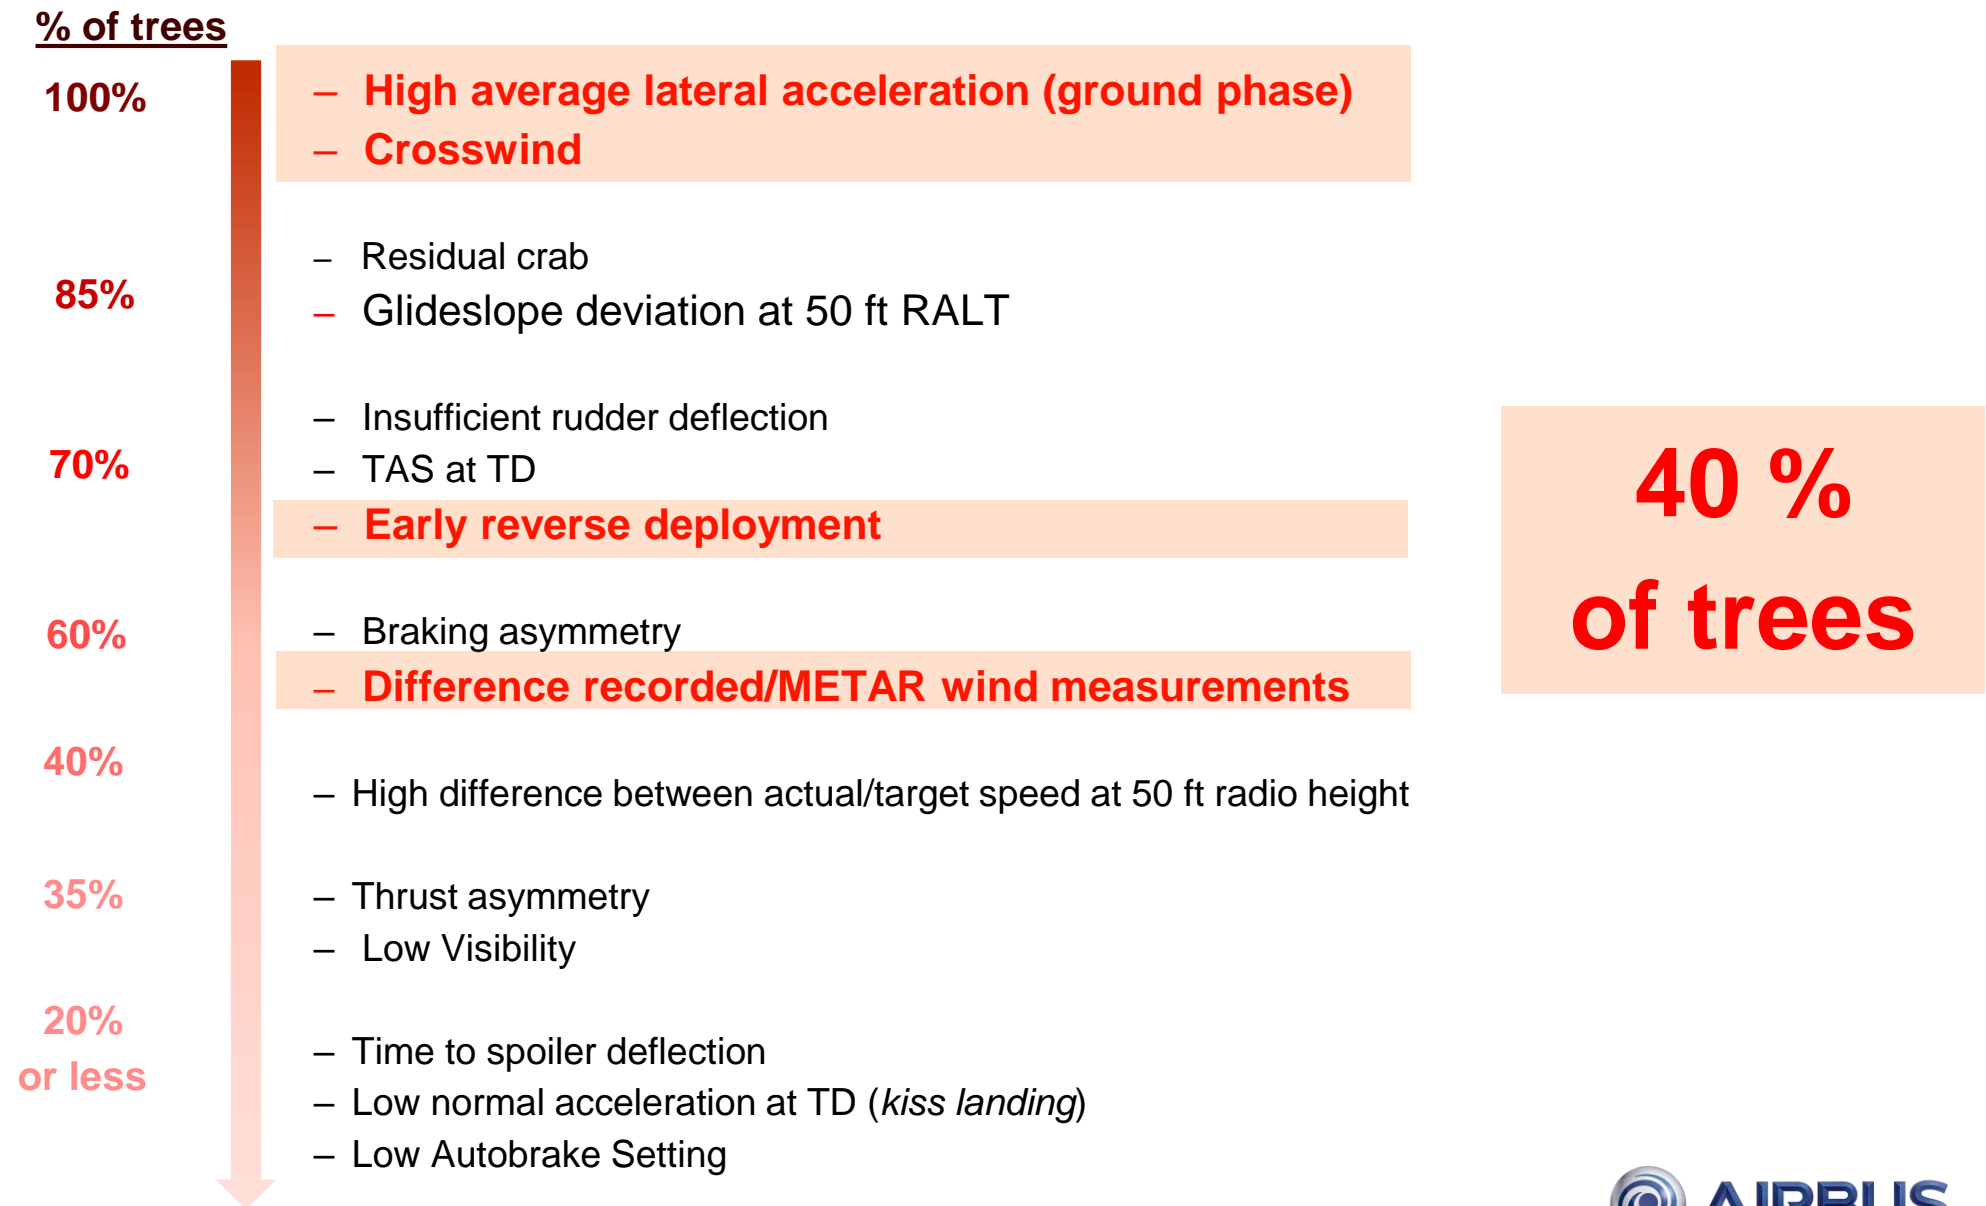 % of trees
100%
– High average lateral acceleration (ground phase)
– Crosswind
– Residual crab
85%
– Glideslope deviation at 50 ft RALT
– Insufficient rudder deflection
70%
– TAS at TD
– Early reverse deployment
60%
– Braking asymmetry
– Difference recorded/METAR wind measurements
40%
– High difference between actual/target speed at 50 ft radio height
35%
– Thrust asymmetry
– Low Visibility
20%
or less
– Time to spoiler deflection
– Low normal acceleration at TD (kiss landing)
– Low Autobrake Setting
40 %
of trees
AIRBUS